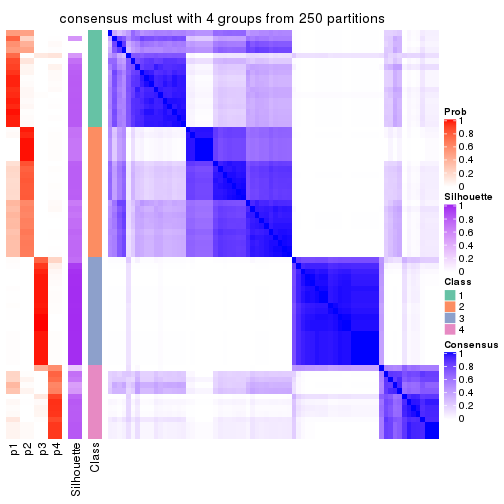 consensus mclust with 4 groups from 250 partitions
Prob
1
0.8
0.6
0.4
0.2
0
Silhouette
1
0.8
0.6
0.4
0.2
0
Class
1
2
3
4
Consensus
1
0.8
0.6
0.4
0.2
0
p1
p2
p3
p4
Silhouette
Class